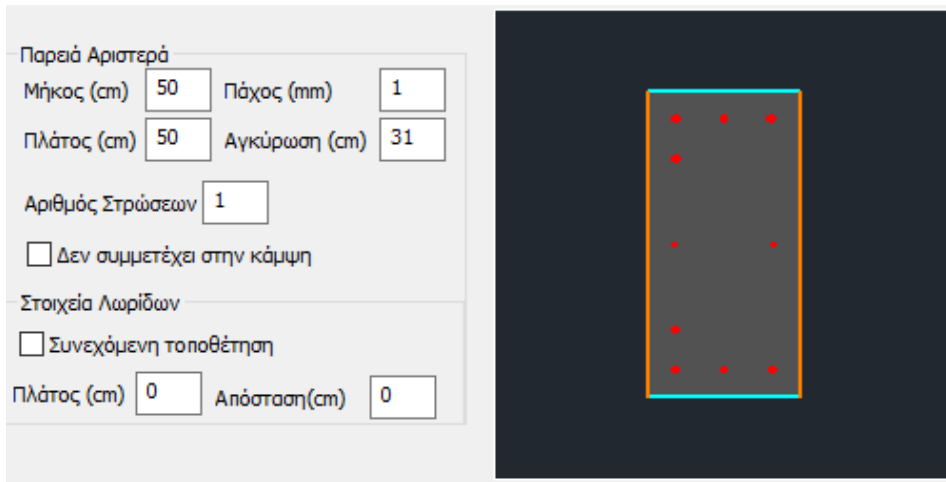 Παρειά Αριστερά
Μήκος (cm) 50 Πάχος (mm) 1
Πλάτος (cm) 50 Αγκύρωση (cm) 31
Αριθμός Στρώσεων 1
Δεν συμμετέχει στην κάμψη
Στοιχεία Λωρίδων
Συνεχόμενη τοποθέτηση
Πλάτος (cm) 0 Απόσταση(cm) 0